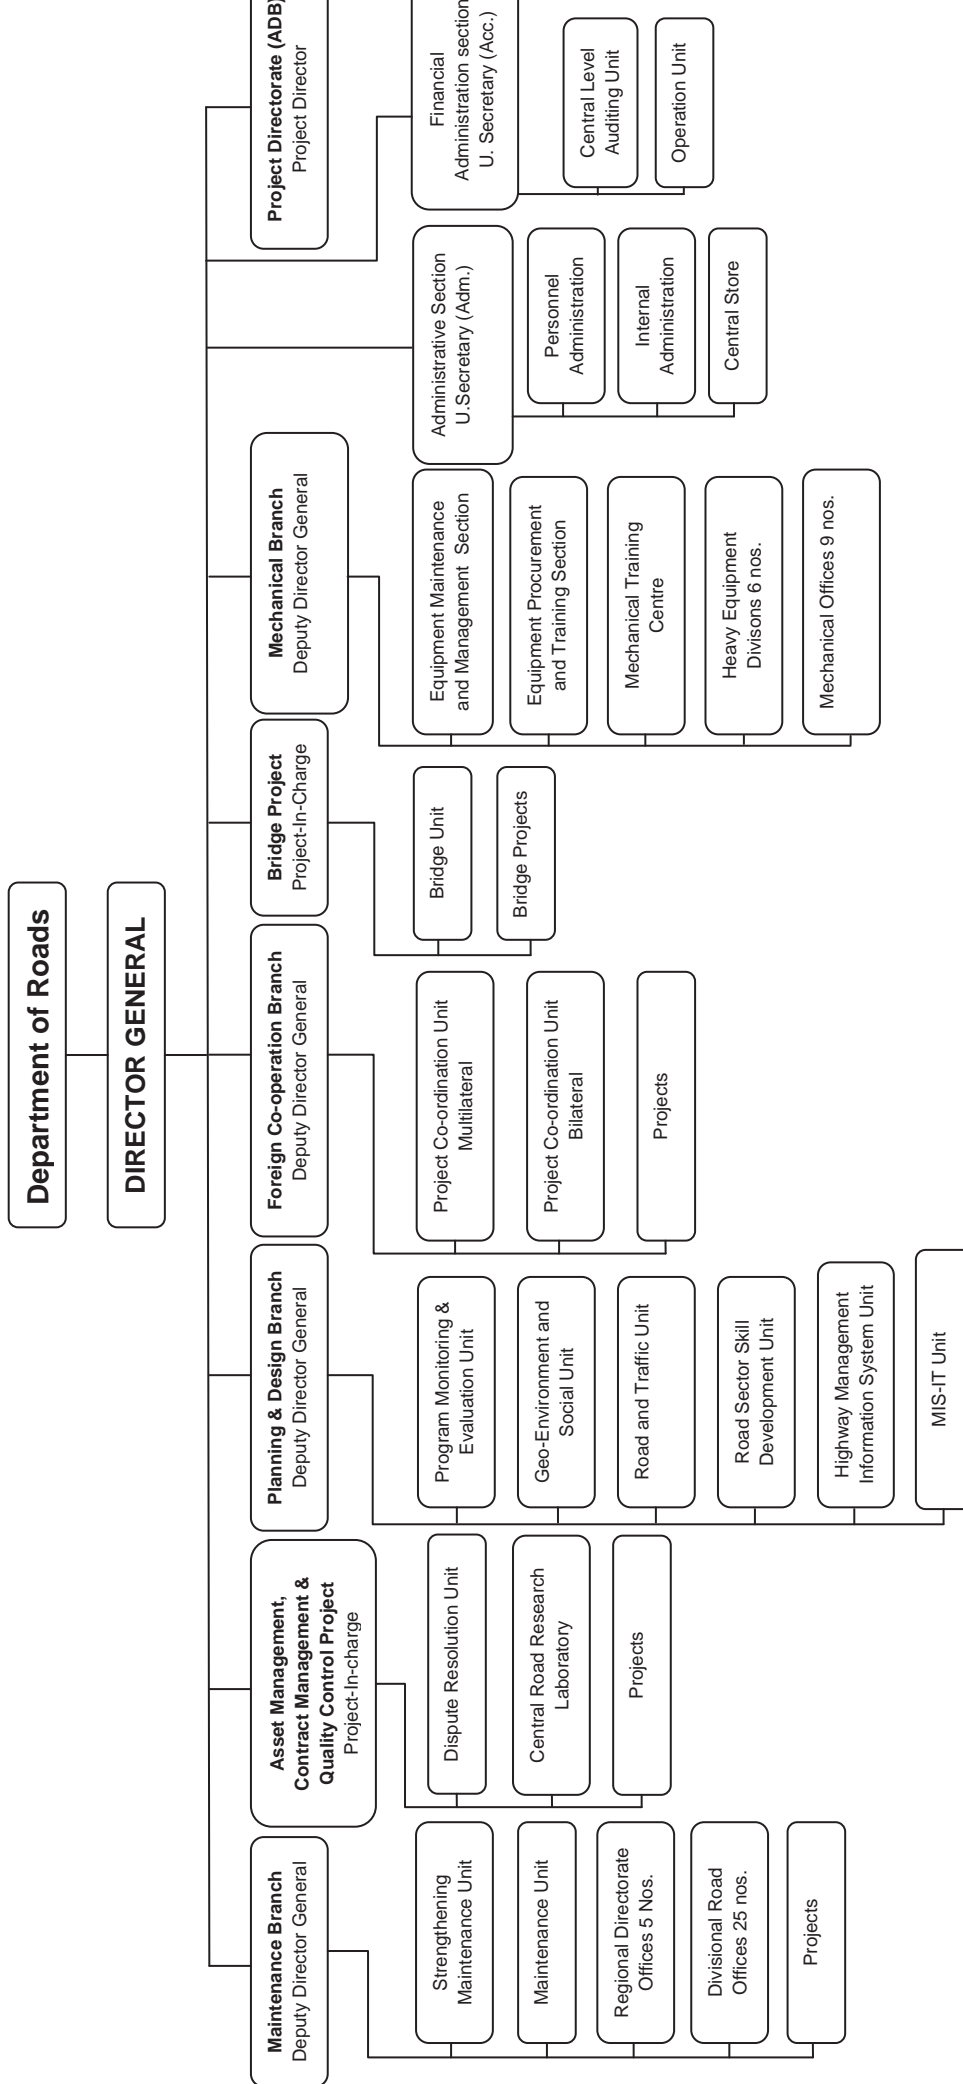 Department of Roads
DIRECTOR GENERAL
Maintenance Branch
Deputy Director General
Strengthening
Maintenance Unit
Maintenance Unit
Regional Directorate
Offices 5 Nos.
Divisional Road
Offices 25 nos.
Projects
Asset Management,
Contract Management &
Quality Control Project
Project-In-charge
Dispute Resolution Unit
Central Road Research
Laboratory
Projects
Planning & Design Branch
Deputy Director General
Program Monitoring &
Evaluation Unit
Geo-Environment and
Social Unit
Road and Traffic Unit
Road Sector Skill
Development Unit
Highway Management
Information System Unit
MIS-IT Unit
Foreign Co-operation Branch
Deputy Director General
Project Co-ordination Unit
Multilateral
Project Co-ordination Unit
Bilateral
Projects
Bridge Project
Project-In-Charge
Bridge Unit
Bridge Projects
Mechanical Branch
Deputy Director General
Equipment Maintenance
and Management Section
Equipment Procurement
and Training Section
Mechanical Training
Centre
Heavy Equipment
Divisons 6 nos.
Mechanical Offices 9 nos.
Administrative Section
U.Secretary (Adm.)
Personnel
Administration
Internal
Administration
Central Store
Project Directorate (ADB)
Project Director
Financial
Administration section
U. Secretary (Acc.)
Central Level
Auditing Unit
Operation Unit